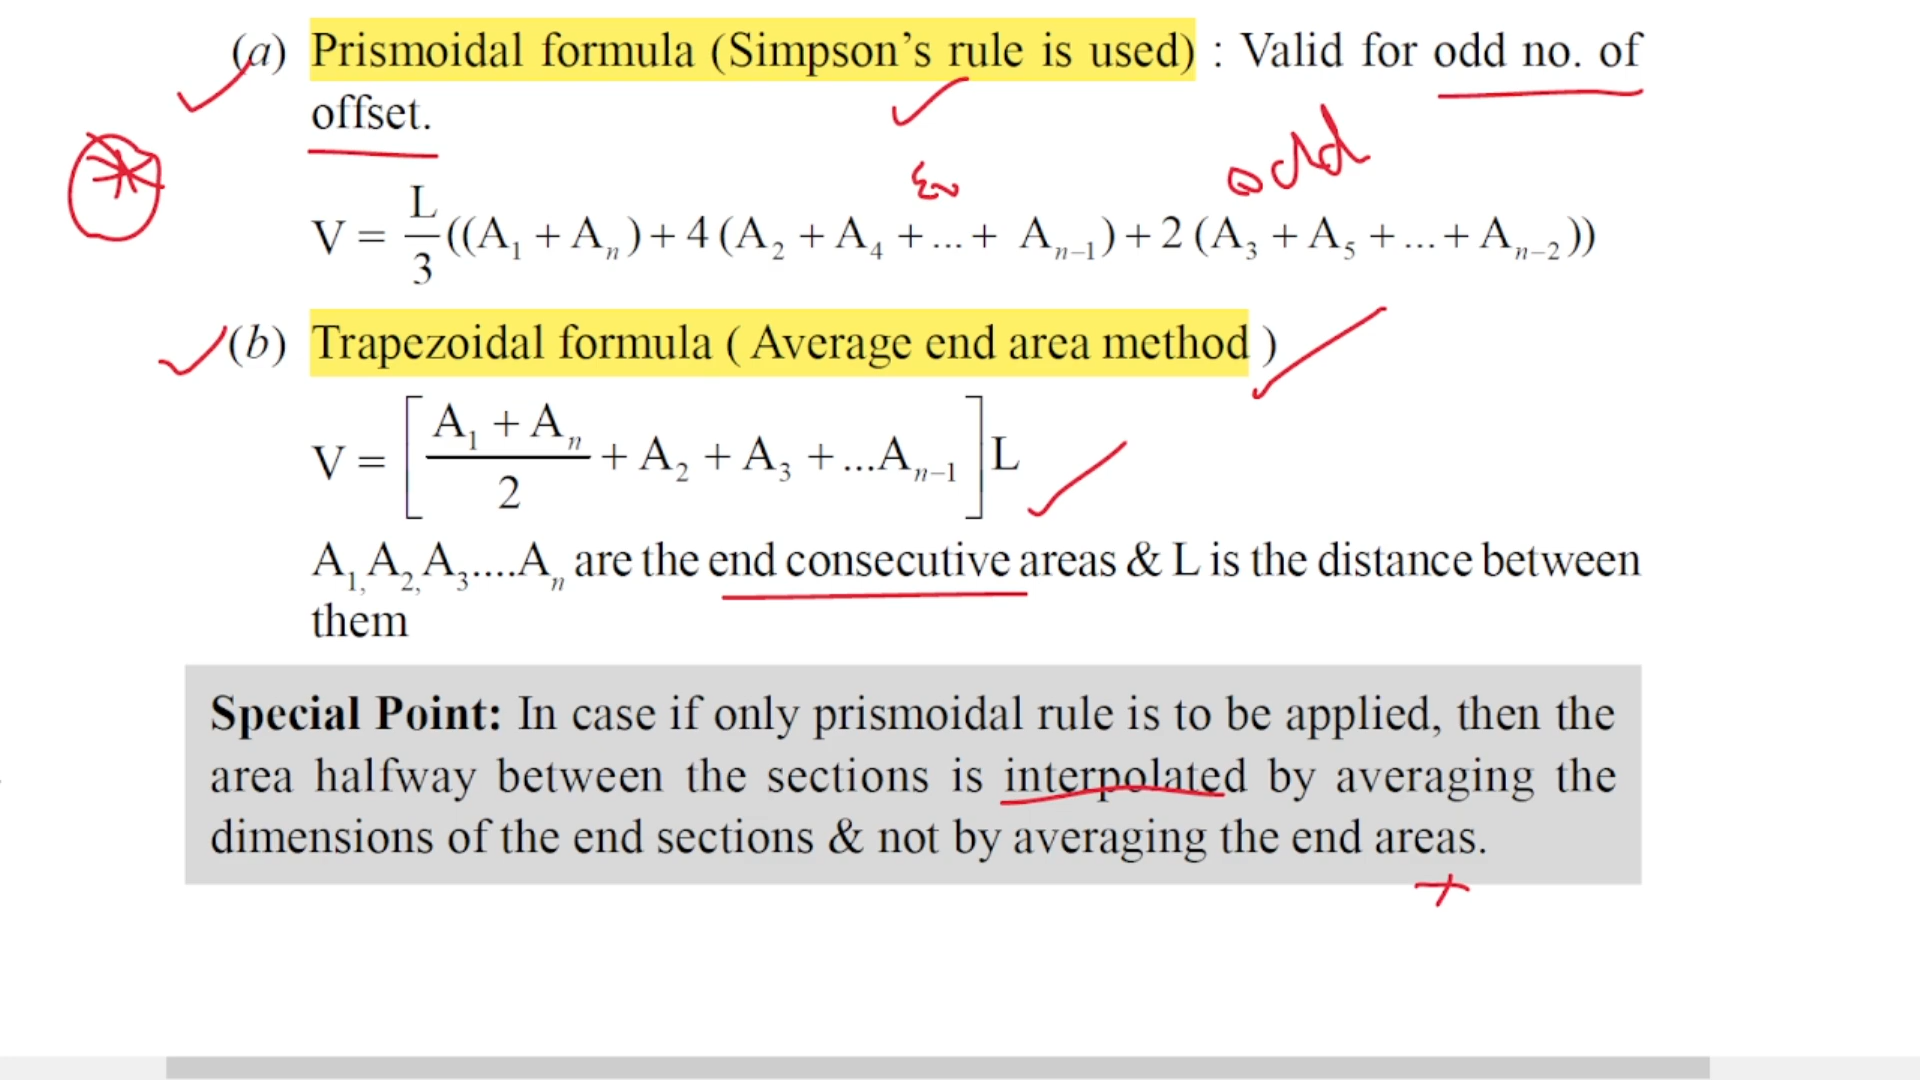 (a) Prismoidal formula (Simpson’s rule is used) : Valid for odd no. of
offset.
Ev odd
V = L/3 ((A₁ + Aₙ) + 4 (A₂ + A₄ + ... + Aₙ₋₁) + 2 (A₃ + A₅ + ... + Aₙ₋₂))
(b) Trapezoidal formula ( Average end area method )
V = [ (A₁ + Aₙ)/2 + A₂ + A₃ + ...Aₙ₋₁ ] L
A₁, A₂, A₃....Aₙ are the end consecutive areas & L is the distance between
them
Special Point: In case if only prismoidal rule is to be applied, then the
area halfway between the sections is interpolated by averaging the
dimensions of the end sections & not by averaging the end areas.